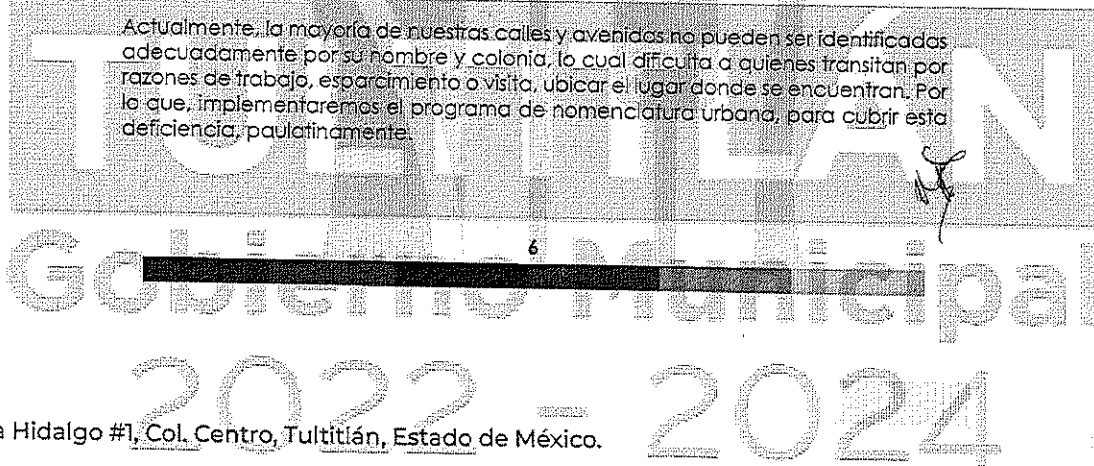 Actualmente, la mayoría de nuestras calles y avenidas no pueden ser identificadas
adecuadamente por su nombre y colonia, lo cual dificulta a quienes transitan por
razones de trabajo, esparcimiento o visita, ubicar el lugar donde se encuentran. Por
lo que, implementaremos el programa de nomenclatura urbana, para cubrir esta
deficiencia, paulatinamente.
TULTITLÁN
6
Gobierno Municipal
2022 - 2024
Hidalgo #1, Col. Centro, Tultitlán, Estado de México.